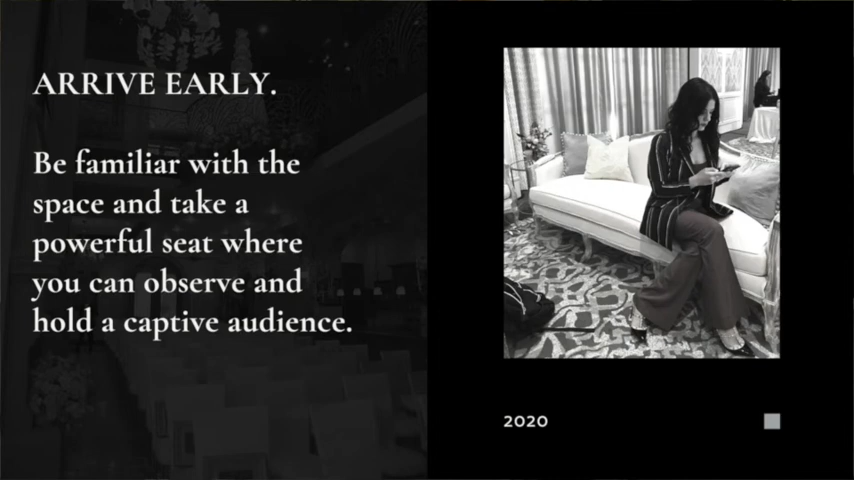 ARRIVE EARLY.
Be familiar with the
space and take a
powerful seat where
you can observe and
hold a captive audience.
2020